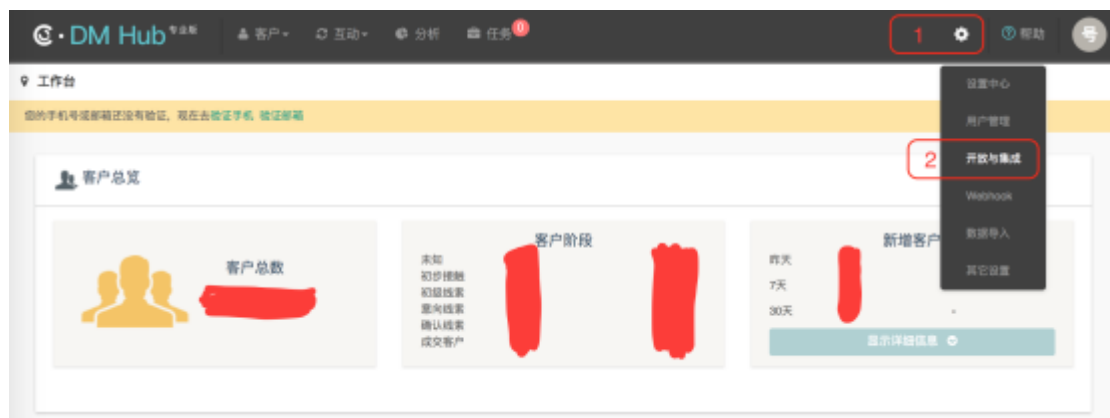 DM Hub 专业版 客户 互动 分析 任务 0 1 帮助 号
工作台
您的手机号或邮箱还没有验证，现在去验证手机 验证邮箱
设置中心
用户管理
2 开放与集成
Webhook
数据导入
其它设置
客户总览
客户总数
客户阶段
未知
初步接触
初级线索
意向线索
确认线索
成交客户
新增客户
昨天
7天
30天 -
显示详细信息